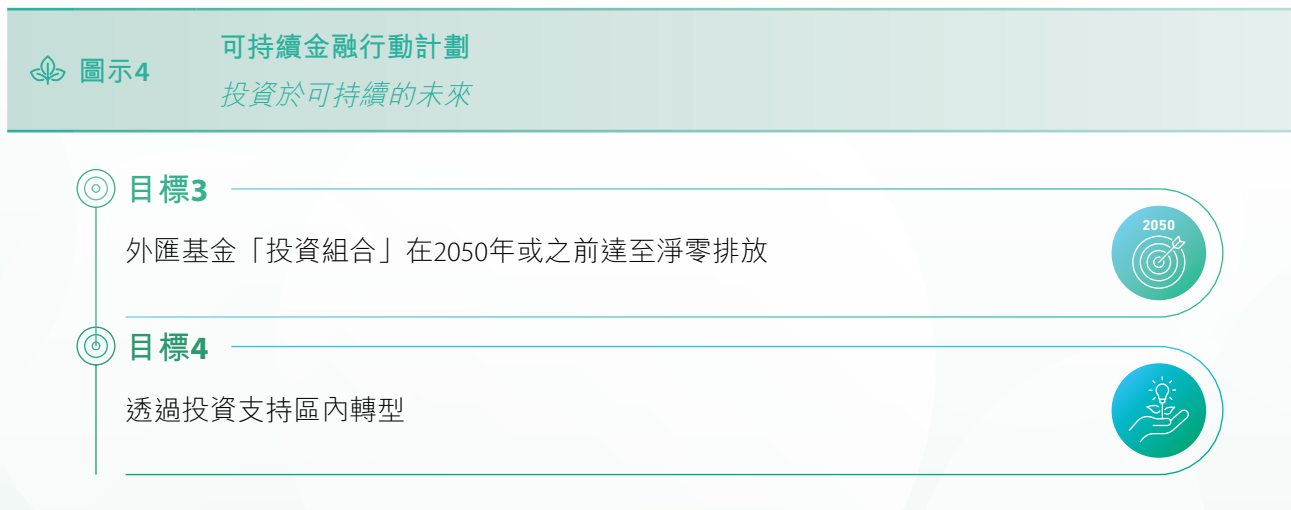 圖示4
可持續金融行動計劃
投資於可持續的未來
目標3
外匯基金「投資組合」在2050年或之前達至淨零排放
2050
目標4
透過投資支持區內轉型